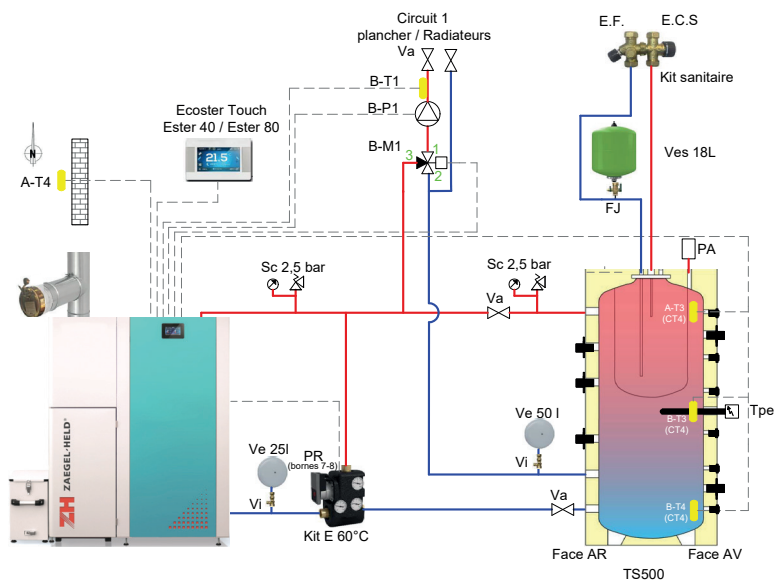 Circuit 1
plancher / Radiateurs
Va
E.F.
E.C.S
Kit sanitaire
B-T1
Ecoster Touch
Ester 40 / Ester 80
B-P1
21.5
N
B-M1
1
3
2
A-T4
Ves 18L
FJ
PA
Sc 2,5 bar
Sc 2,5 bar
Va
A-T3
(CT4)
Tpe
B-T3
(CT4)
Ve 50 l
Ve 25l
PR
(bornes 7-8)
Vi
Vi
ZH ZAEGEL-HELD®
Va
B-T4
(CT4)
Kit E 60°C
Face AR
Face AV
TS500